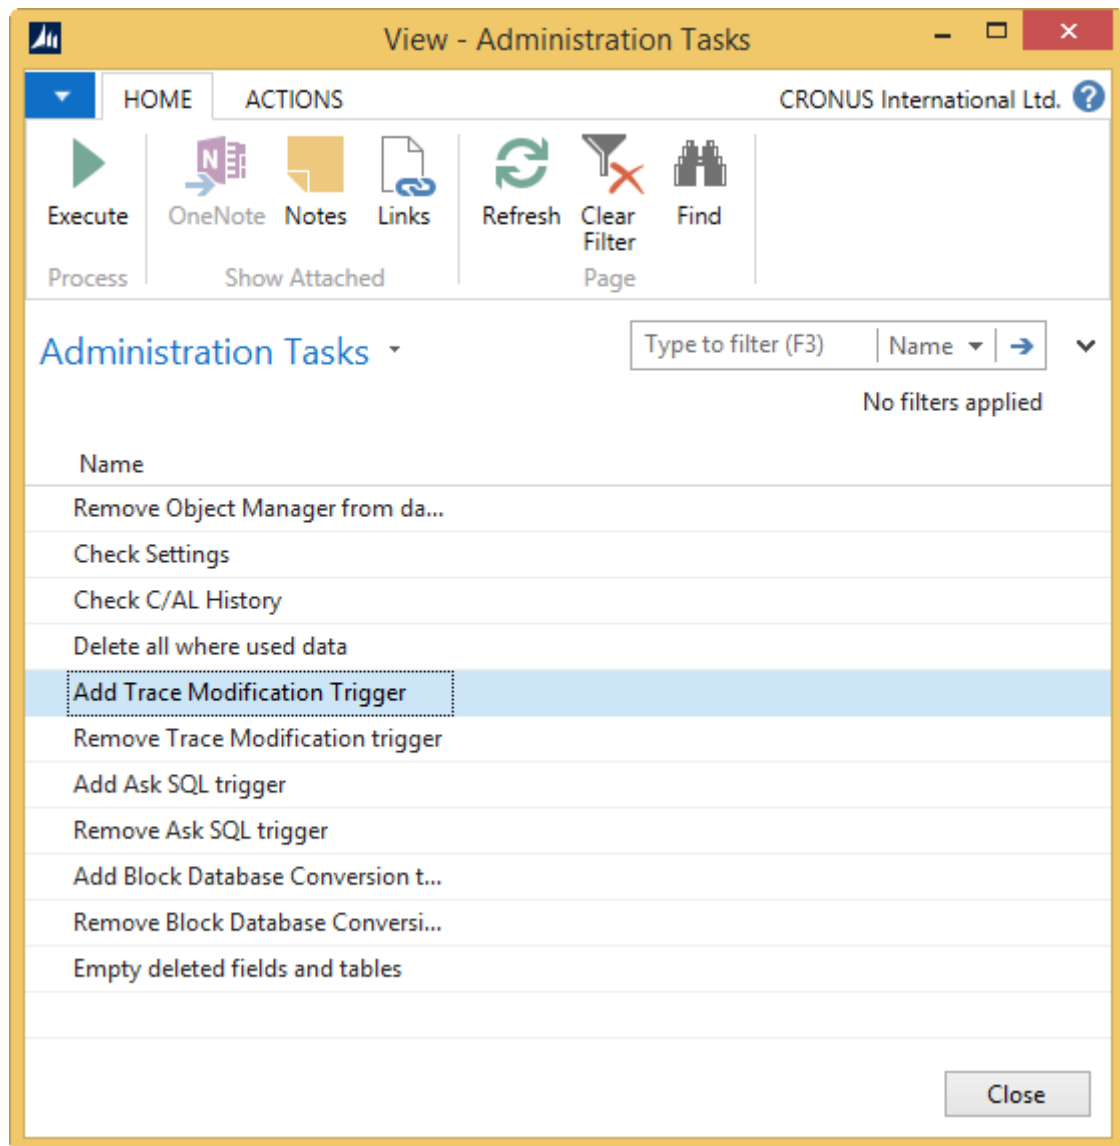 View - Administration Tasks
HOME ACTIONS CRONUS International Ltd.
Execute OneNote Notes Links Refresh Clear Filter Find
Process Show Attached Page
Administration Tasks
Type to filter (F3) Name
No filters applied
Name
Remove Object Manager from da...
Check Settings
Check C/AL History
Delete all where used data
Add Trace Modification Trigger
Remove Trace Modification trigger
Add Ask SQL trigger
Remove Ask SQL trigger
Add Block Database Conversion t...
Remove Block Database Conversi...
Empty deleted fields and tables
Close